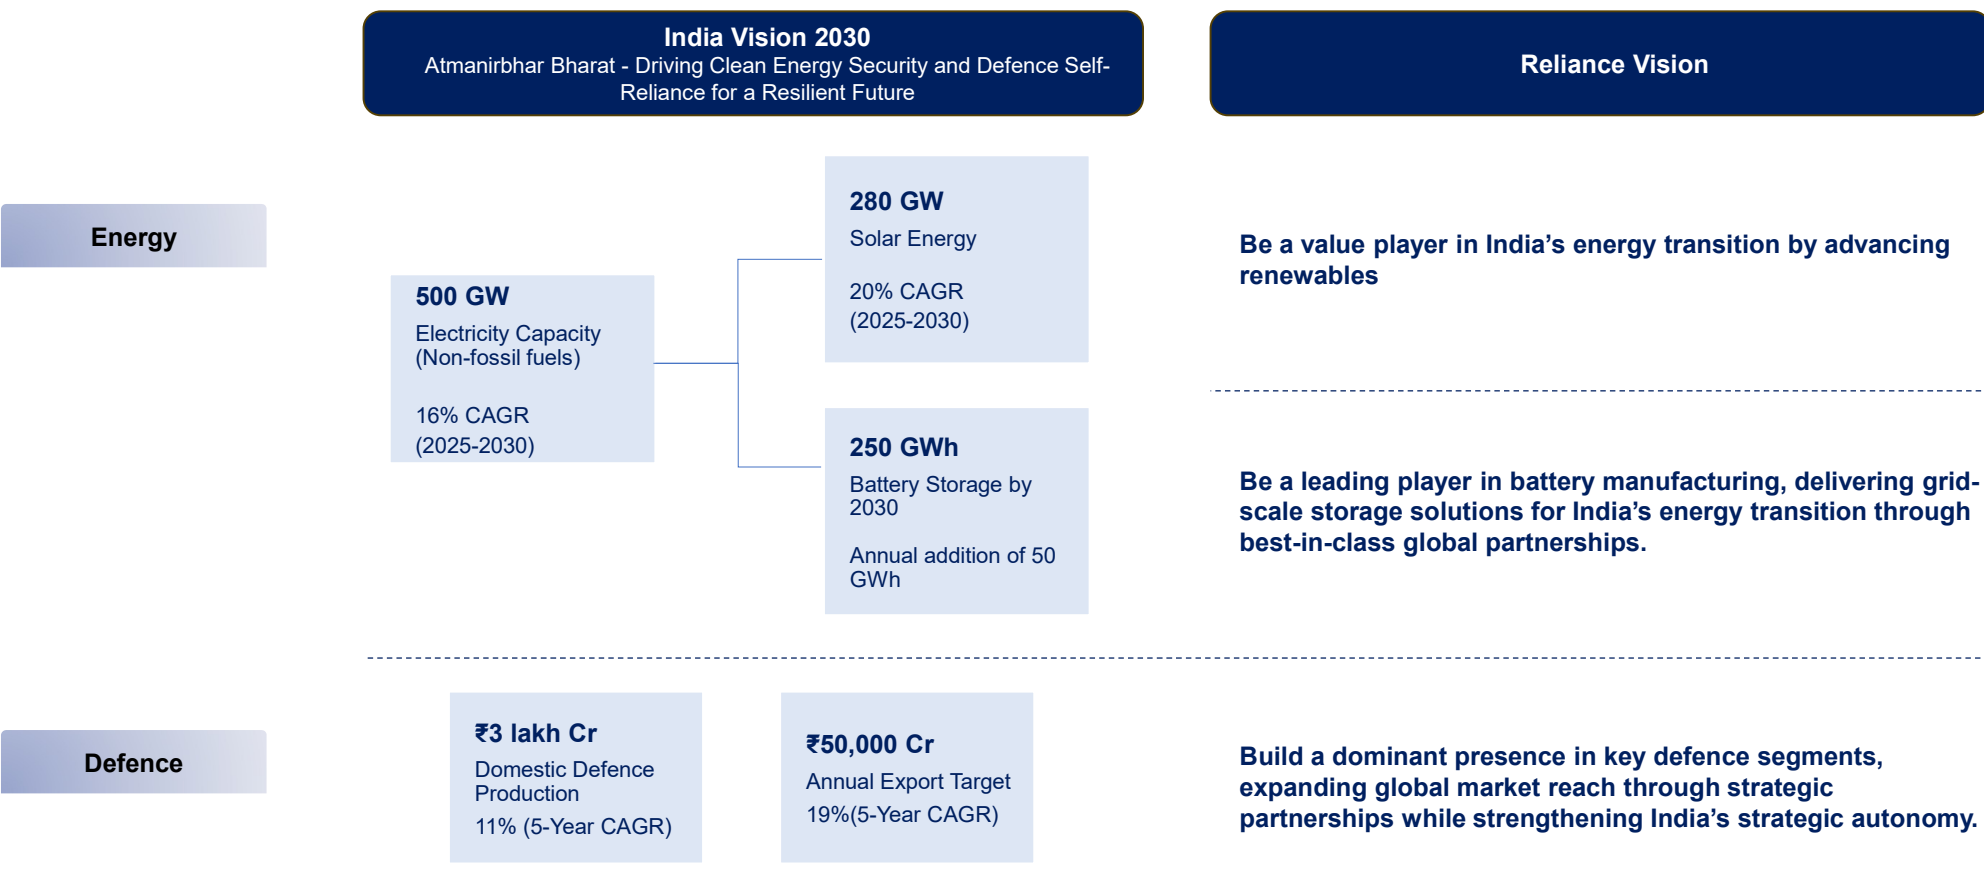 India Vision 2030
Atmanirbhar Bharat - Driving Clean Energy Security and Defence Self-
Reliance for a Resilient Future
Reliance Vision
Energy
500 GW
Electricity Capacity
(Non-fossil fuels)
16% CAGR
(2025-2030)
280 GW
Solar Energy
20% CAGR
(2025-2030)
250 GWh
Battery Storage by
2030
Annual addition of 50
GWh
Be a value player in India’s energy transition by advancing
renewables
Be a leading player in battery manufacturing, delivering grid-
scale storage solutions for India’s energy transition through
best-in-class global partnerships.
Defence
₹3 lakh Cr
Domestic Defence
Production
11% (5-Year CAGR)
₹50,000 Cr
Annual Export Target
19%(5-Year CAGR)
Build a dominant presence in key defence segments,
expanding global market reach through strategic
partnerships while strengthening India’s strategic autonomy.